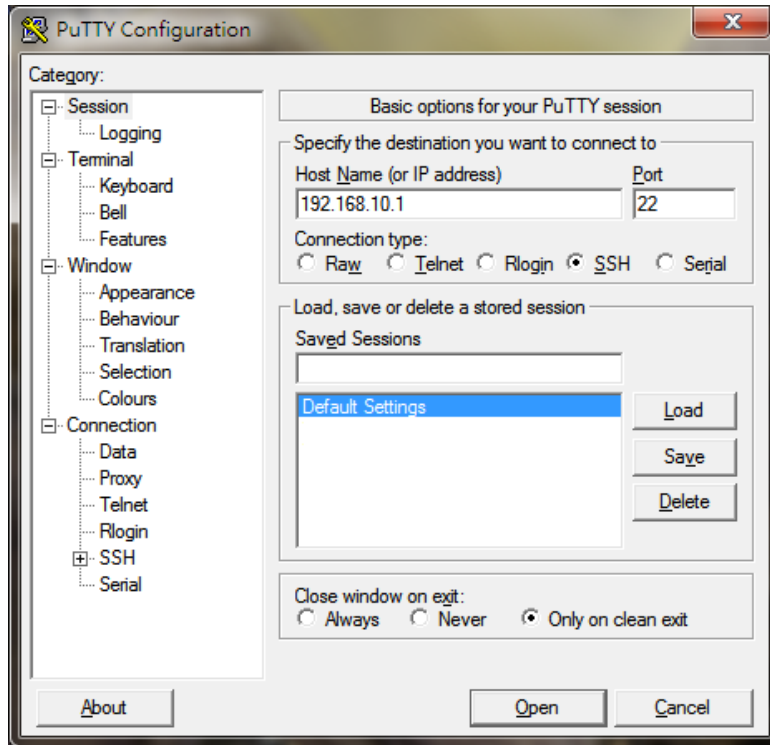 PuTTY Configuration
x
Category:
Session
Logging
Terminal
Keyboard
Bell
Features
Window
Appearance
Behaviour
Translation
Selection
Colours
Connection
Data
Proxy
Telnet
Rlogin
SSH
Serial
Basic options for your PuTTY session
Specify the destination you want to connect to
Host Name (or IP address) Port
192.168.10.1 22
Connection type:
Raw Telnet Rlogin SSH Serial
Load, save or delete a stored session
Saved Sessions
Default Settings
Load
Save
Delete
Close window on exit:
Always Never Only on clean exit
About Open Cancel